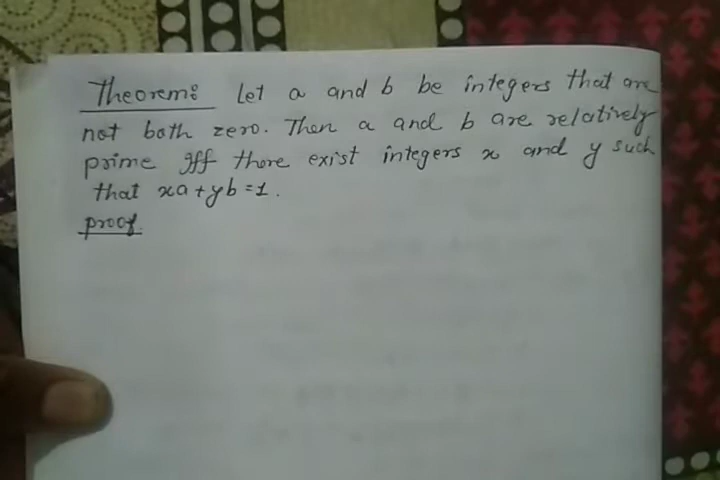 Theorem: Let a and b be integers that are
not both zero. Then a and b are relatively
prime iff there exist integers x and y such
that xa+yb=1.
proof.